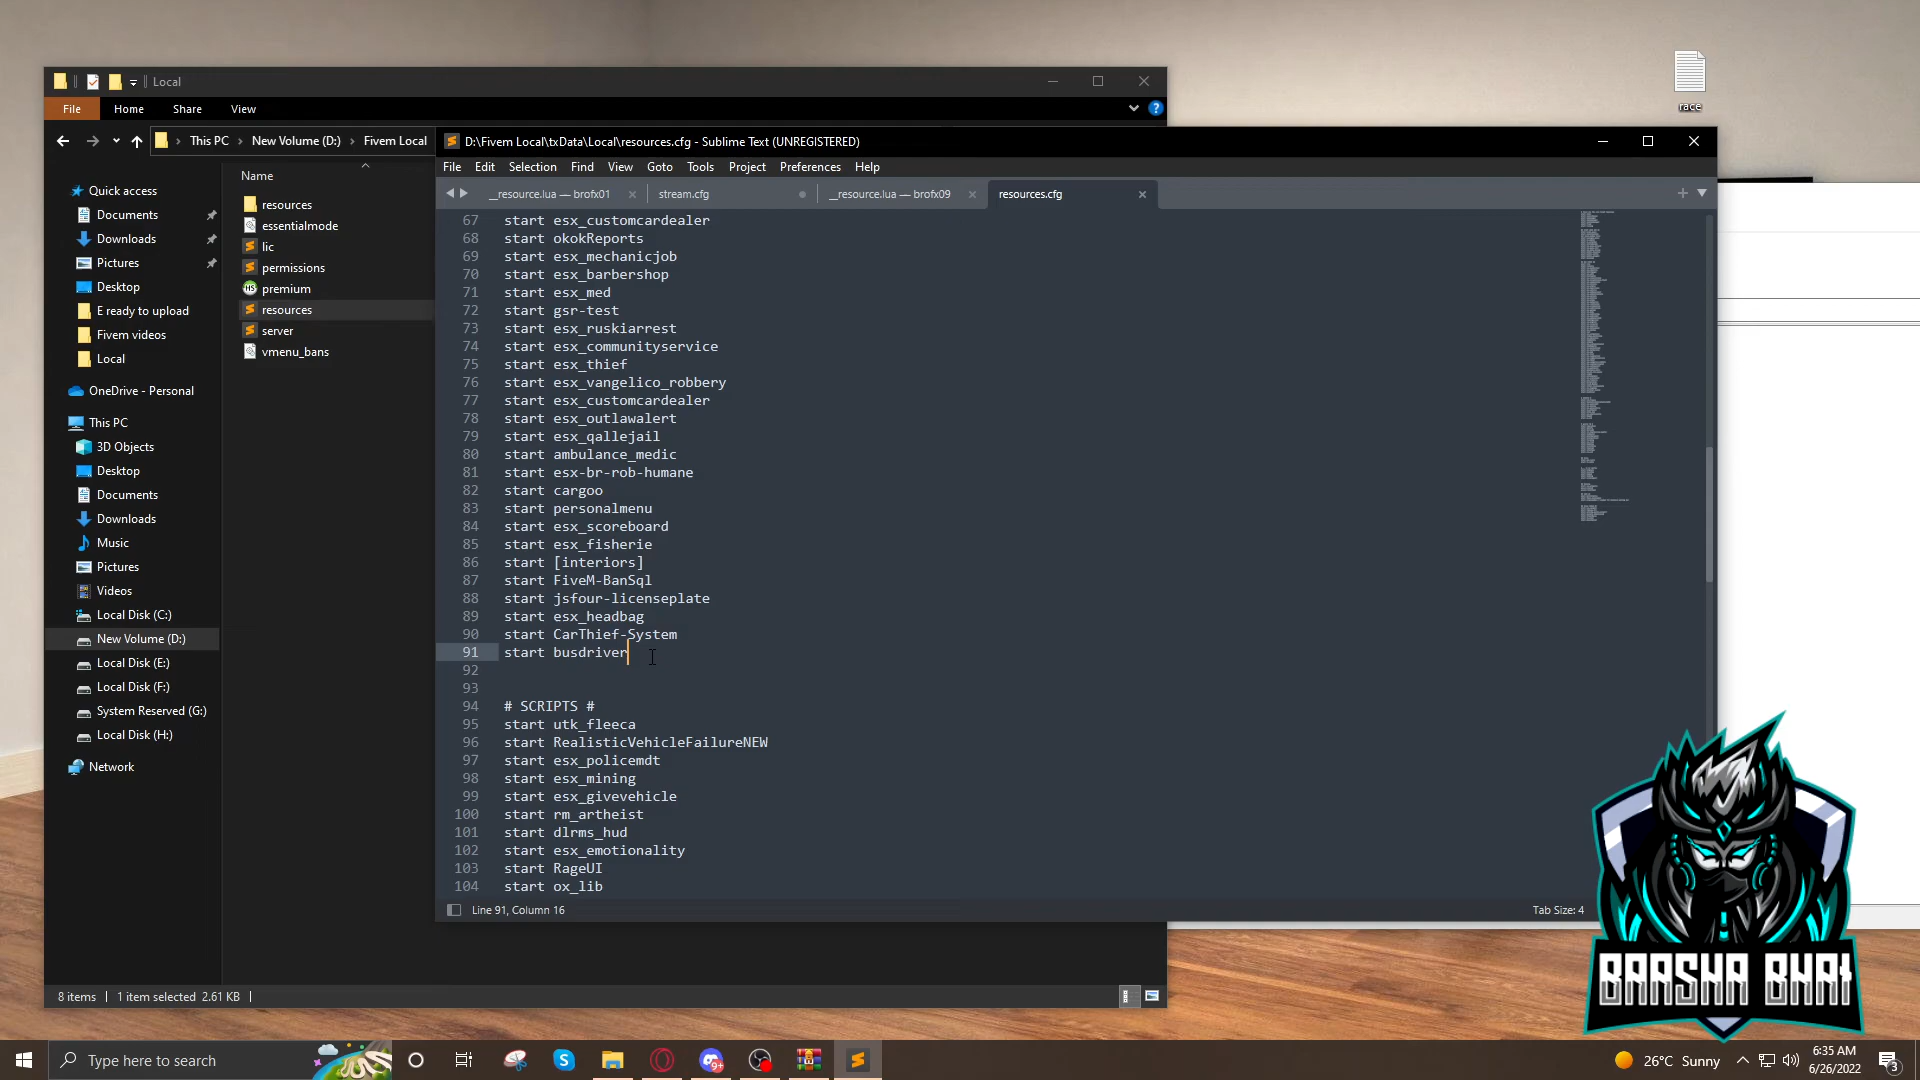 race
Local
File
Home
Share
View
This PC
New Volume (D:)
Fivem Local
Name
Quick access
Documents
Downloads
Pictures
Desktop
E ready to upload
Fivem videos
Local
OneDrive - Personal
This PC
3D Objects
Desktop
Documents
Downloads
Music
Pictures
Videos
Local Disk (C:)
New Volume (D:)
Local Disk (E:)
Local Disk (F:)
System Reserved (G:)
Local Disk (H:)
Network
resources
essentialmode
lic
permissions
premium
resources
server
vmenu_bans
8 items
1 item selected 2.61 KB
D:\Fivem Local\txData\Local\resources.cfg - Sublime Text (UNREGISTERED)
File Edit Selection Find View Goto Tools Project Preferences Help
__resource.lua — brofx01
stream.cfg
__resource.lua — brofx09
resources.cfg
67 start esx_customcardealer
68 start okokReports
69 start esx_mechanicjob
70 start esx_barbershop
71 start esx_med
72 start gsr-test
73 start esx_ruskiarrest
74 start esx_communityservice
75 start esx_thief
76 start esx_vangelico_robbery
77 start esx_customcardealer
78 start esx_outlawalert
79 start esx_qallejail
80 start ambulance_medic
81 start esx-br-rob-humane
82 start cargoo
83 start personalmenu
84 start esx_scoreboard
85 start esx_fisherie
86 start [interiors]
87 start FiveM-BanSql
88 start jsfour-licenseplate
89 start esx_headbag
90 start CarThief-System
91 start busdriver
92
93
94 # SCRIPTS #
95 start utk_fleeca
96 start RealisticVehicleFailureNEW
97 start esx_policemdt
98 start esx_mining
99 start esx_givevehicle
100 start rm_artheist
101 start dlrms_hud
102 start esx_emotionality
103 start RageUI
104 start ox_lib
Line 91, Column 16
Tab Size: 4
BAASHA BHAI
Type here to search
9+
26°C Sunny
6:35 AM
6/26/2022
3